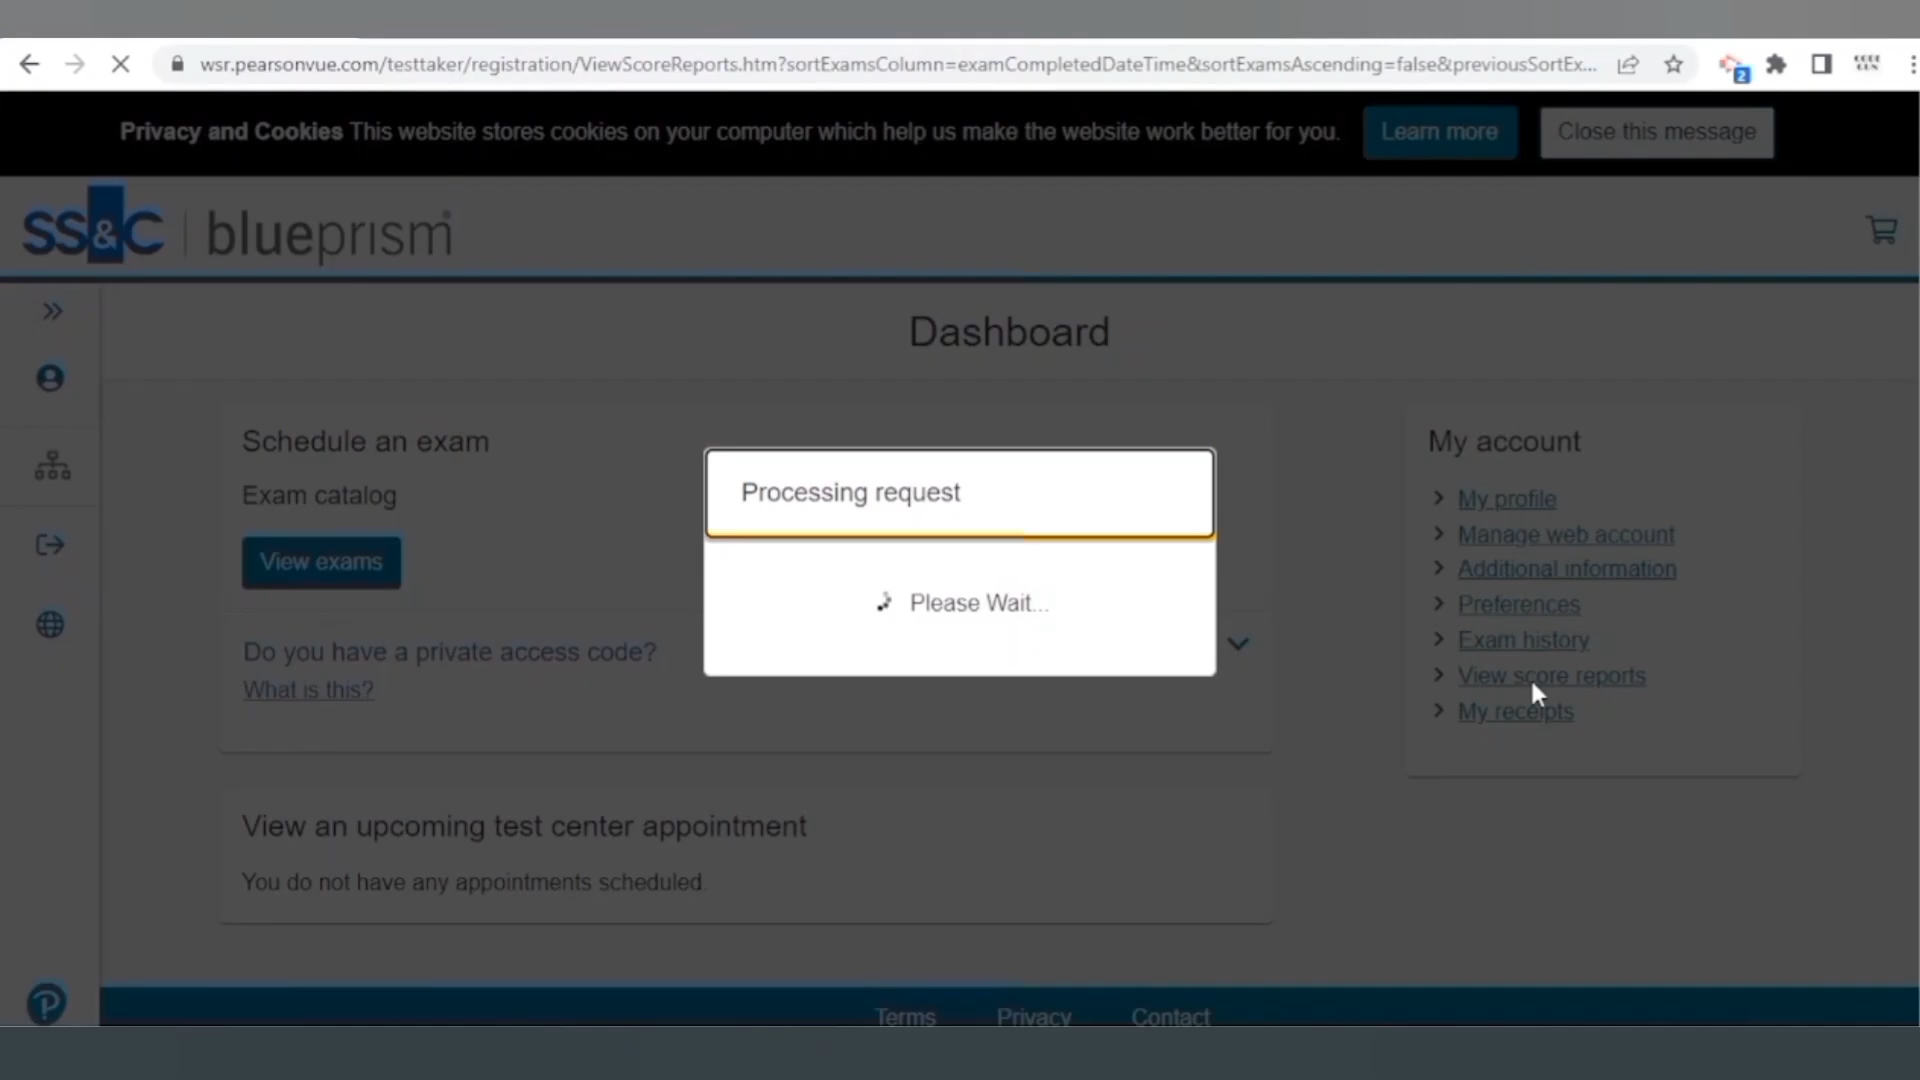 wsr.pearsonvue.com/testtaker/registration/ViewScoreReports.htm?sortExamsColumn=examCompletedDateTime&sortExamsAscending=false&previousSortEx...
2
Privacy and Cookies This website stores cookies on your computer which help us make the website work better for you.
Learn more
Close this message
SS&C | blueprism
Dashboard
Schedule an exam
Exam catalog
View exams
Do you have a private access code?
What is this?
View an upcoming test center appointment
You do not have any appointments scheduled.
Processing request
Please Wait...
My account
My profile
Manage web account
Additional information
Preferences
Exam history
View score reports
My receipts
Terms
Privacy
Contact